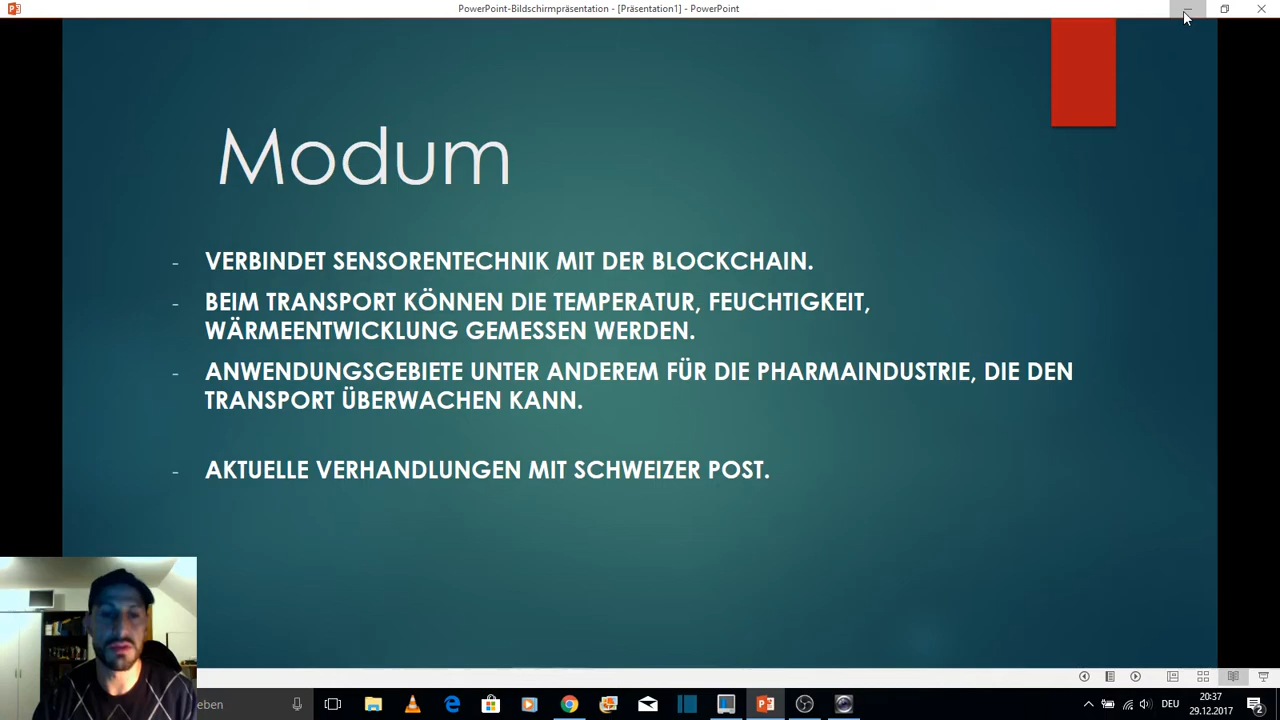 PowerPoint-Bildschirmpräsentation - [Präsentation1] - PowerPoint
Modum
- VERBINDET SENSORENTECHNIK MIT DER BLOCKCHAIN.
- BEIM TRANSPORT KÖNNEN DIE TEMPERATUR, FEUCHTIGKEIT,
WÄRMEENTWICKLUNG GEMESSEN WERDEN.
- ANWENDUNGSGEBIETE UNTER ANDEREM FÜR DIE PHARMAINDUSTRIE, DIE DEN
TRANSPORT ÜBERWACHEN KANN.
- AKTUELLE VERHANDLUNGEN MIT SCHWEIZER POST.
eben
DEU
20:37
29.12.2017
2